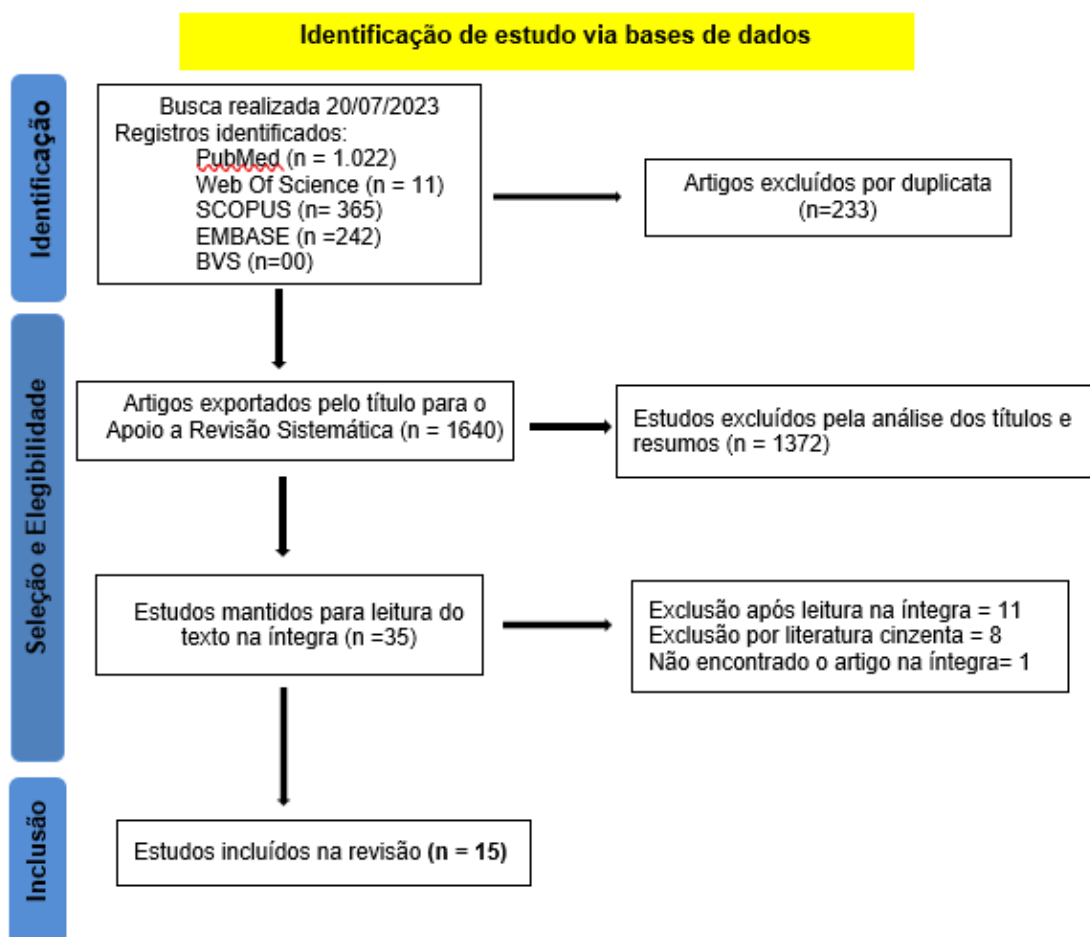 Identificação de estudo via bases de dados
Identificação
Busca realizada 20/07/2023
Registros identificados:
PubMed (n = 1.022)
Web Of Science (n = 11)
SCOPUS (n= 365)
EMBASE (n =242)
BVS (n=00)
Artigos excluídos por duplicata
(n=233)
Seleção e Elegibilidade
Artigos exportados pelo título para o
Apoio a Revisão Sistemática (n = 1640)
Estudos excluídos pela análise dos títulos e
resumos (n = 1372)
Estudos mantidos para leitura do
texto na íntegra (n =35)
Exclusão após leitura na íntegra = 11
Exclusão por literatura cinzenta = 8
Não encontrado o artigo na íntegra= 1
Inclusão
Estudos incluídos na revisão (n = 15)